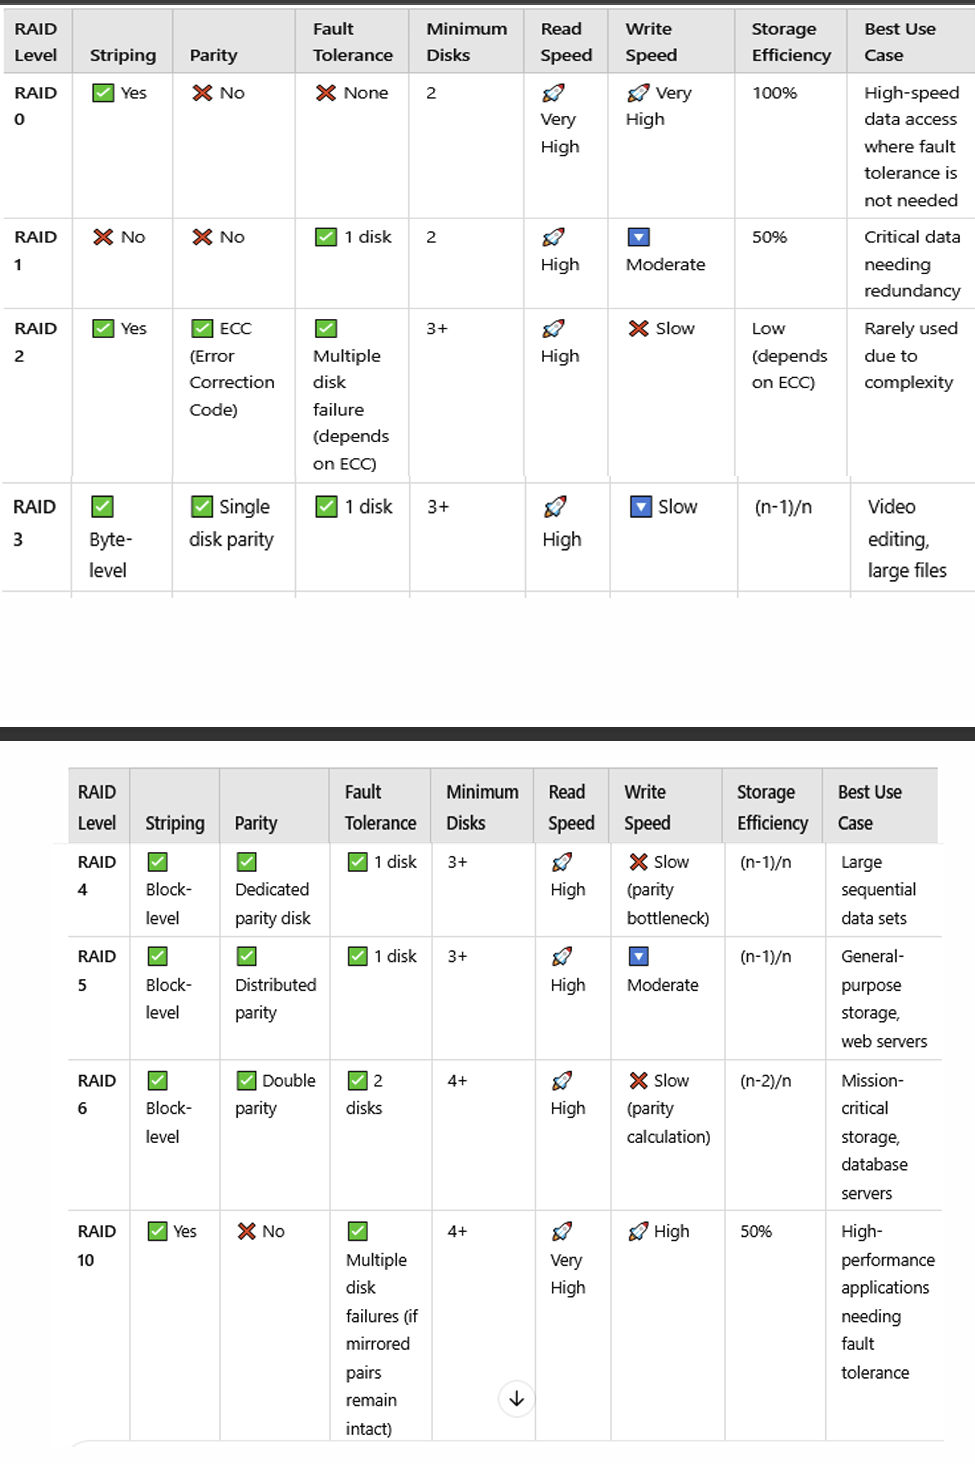 RAID Level Striping Parity Fault Tolerance Minimum Disks Read Speed Write Speed Storage Efficiency Best Use Case
RAID 0 ✅ Yes ❌ No ❌ None 2 🚀 Very High 🚀 Very High 100% High-speed data access where fault tolerance is not needed
RAID 1 ❌ No ❌ No ✅ 1 disk 2 🚀 High 🔽 Moderate 50% Critical data needing redundancy
RAID 2 ✅ Yes ✅ ECC (Error Correction Code) ✅ Multiple disk failure (depends on ECC) 3+ 🚀 High ❌ Slow Low (depends on ECC) Rarely used due to complexity
RAID 3 ✅ Byte-level ✅ Single disk parity ✅ 1 disk 3+ 🚀 High 🔽 Slow (n-1)/n Video editing, large files
RAID Level Striping Parity Fault Tolerance Minimum Disks Read Speed Write Speed Storage Efficiency Best Use Case
RAID 4 ✅ Block-level ✅ Dedicated parity disk ✅ 1 disk 3+ 🚀 High ❌ Slow (parity bottleneck) (n-1)/n Large sequential data sets
RAID 5 ✅ Block-level ✅ Distributed parity ✅ 1 disk 3+ 🚀 High 🔽 Moderate (n-1)/n General-purpose storage, web servers
RAID 6 ✅ Block-level ✅ Double parity ✅ 2 disks 4+ 🚀 High ❌ Slow (parity calculation) (n-2)/n Mission-critical storage, database servers
RAID 10 ✅ Yes ❌ No ✅ Multiple disk failures (if mirrored pairs remain intact) 4+ 🚀 Very High 🚀 High 50% High-performance applications needing fault tolerance